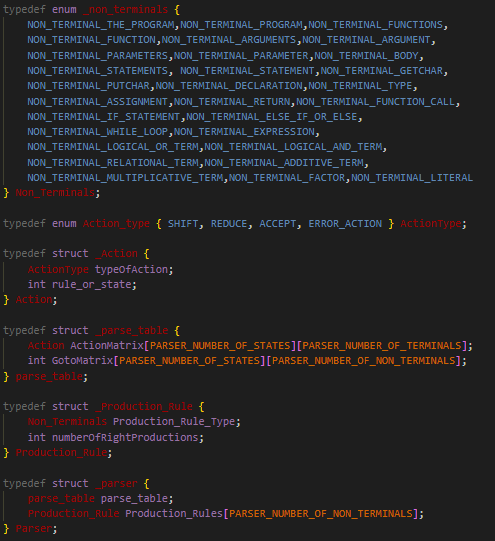 typedef enum _non_terminals {
NON_TERMINAL_THE_PROGRAM,NON_TERMINAL_PROGRAM,NON_TERMINAL_FUNCTIONS,
NON_TERMINAL_FUNCTION,NON_TERMINAL_ARGUMENTS,NON_TERMINAL_ARGUMENT,
NON_TERMINAL_PARAMETERS,NON_TERMINAL_PARAMETER,NON_TERMINAL_BODY,
NON_TERMINAL_STATEMENTS, NON_TERMINAL_STATEMENT,NON_TERMINAL_GETCHAR,
NON_TERMINAL_PUTCHAR,NON_TERMINAL_DECLARATION,NON_TERMINAL_TYPE,
NON_TERMINAL_ASSIGNMENT,NON_TERMINAL_RETURN,NON_TERMINAL_FUNCTION_CALL,
NON_TERMINAL_IF_STATEMENT,NON_TERMINAL_ELSE_IF_OR_ELSE,
NON_TERMINAL_WHILE_LOOP,NON_TERMINAL_EXPRESSION,
NON_TERMINAL_LOGICAL_OR_TERM,NON_TERMINAL_LOGICAL_AND_TERM,
NON_TERMINAL_RELATIONAL_TERM,NON_TERMINAL_ADDITIVE_TERM,
NON_TERMINAL_MULTIPLICATIVE_TERM,NON_TERMINAL_FACTOR,NON_TERMINAL_LITERAL
} Non_Terminals;
typedef enum Action_type { SHIFT, REDUCE, ACCEPT, ERROR_ACTION } ActionType;
typedef struct _Action {
ActionType typeOfAction;
int rule_or_state;
} Action;
typedef struct _parse_table {
Action ActionMatrix[PARSER_NUMBER_OF_STATES][PARSER_NUMBER_OF_TERMINALS];
int GotoMatrix[PARSER_NUMBER_OF_STATES][PARSER_NUMBER_OF_NON_TERMINALS];
} parse_table;
typedef struct _Production_Rule {
Non_Terminals Production_Rule_Type;
int numberOfRightProductions;
} Production_Rule;
typedef struct _parser {
parse_table parse_table;
Production_Rule Production_Rules[PARSER_NUMBER_OF_NON_TERMINALS];
} Parser;